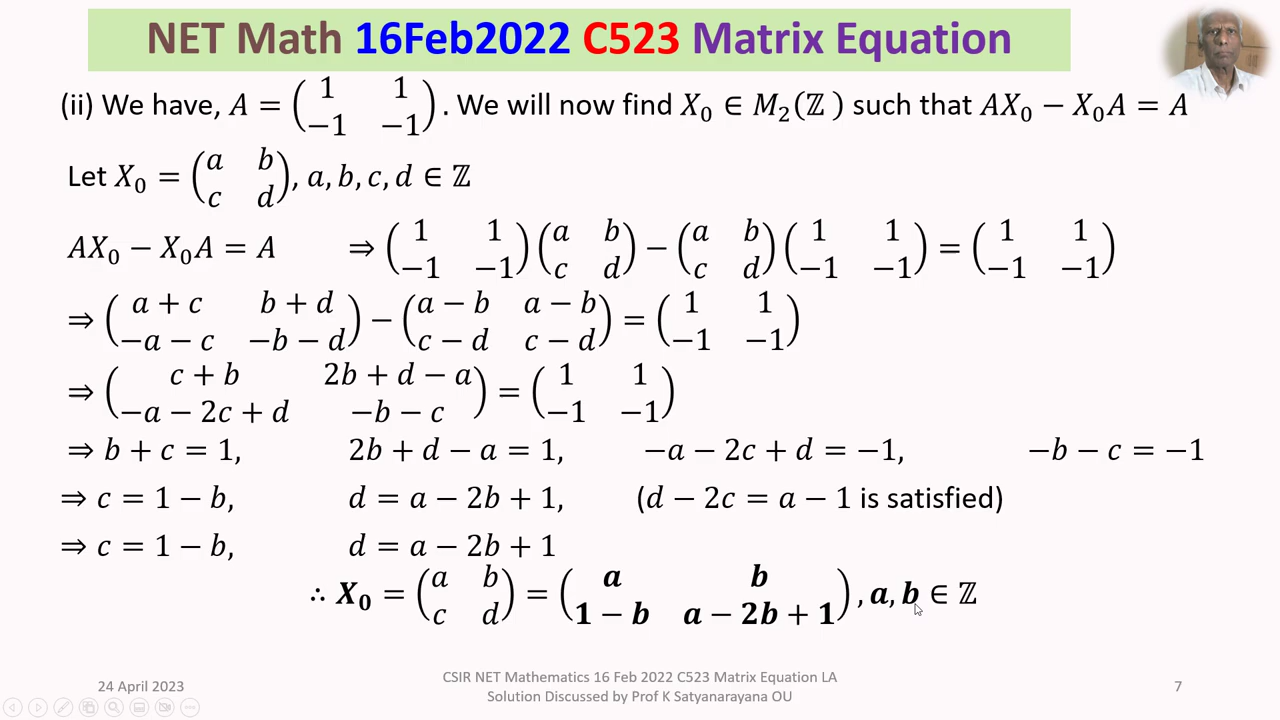 NET Math 16Feb2022 C523 Matrix Equation
(ii) We have, A = (1 1 / −1 −1) . We will now find X₀ ∈ M₂(ℤ ) such that AX₀ − X₀A = A
Let X₀ = (a b / c d), a, b, c, d ∈ ℤ
AX₀ − X₀A = A ⇒ (1 1 / −1 −1)(a b / c d) − (a b / c d)(1 1 / −1 −1) = (1 1 / −1 −1)
⇒ (a + c b + d / −a − c −b − d) − (a − b a − b / c − d c − d) = (1 1 / −1 −1)
⇒ (c + b 2b + d − a / −a − 2c + d −b − c) = (1 1 / −1 −1)
⇒ b + c = 1, 2b + d − a = 1, −a − 2c + d = −1, −b − c = −1
⇒ c = 1 − b, d = a − 2b + 1, (d − 2c = a − 1 is satisfied)
⇒ c = 1 − b, d = a − 2b + 1
∴ X₀ = (a b / c d) = (a b / 1 − b a − 2b + 1) , a, b ∈ ℤ
24 April 2023
CSIR NET Mathematics 16 Feb 2022 C523 Matrix Equation LA
Solution Discussed by Prof K Satyanarayana OU
7